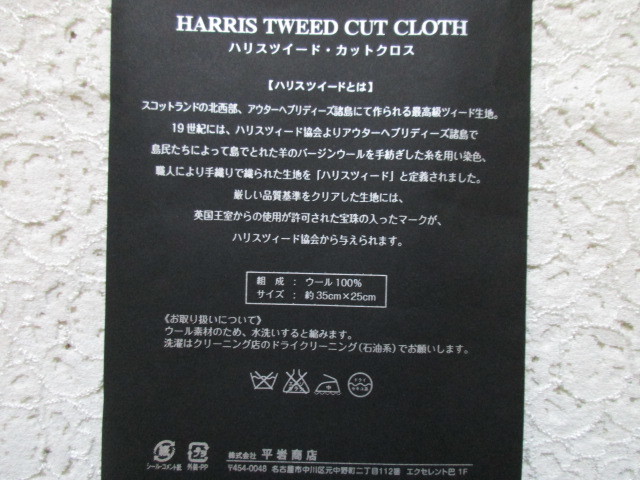 HARRIS TWEED CUT CLOTH
ハリスツイード・カットクロス
【ハリスツイードとは】
スコットランドの北西部、アウターヘブリディーズ諸島にて作られる最高級ツィード生地。
19世紀には、ハリスツィード協会よりアウターヘブリディーズ諸島で
島民たちによって島でとれた羊のバージンウールを手紡ぎした糸を用い染色、
職人により手織りで織られた生地を「ハリスツィード」と定義されました。
厳しい品質基準をクリアした生地には、
英国王室からの使用が許可された宝珠の入ったマークが、
ハリスツィード協会から与えられます。
組成 : ウール100%
サイズ : 約35cm×25cm
《お取り扱いについて》
ウール素材のため、水洗いすると縮みます。
洗濯はクリーニング店のドライクリーニング(石油系)でお願いします。
シール・コメント紙
外装・PP
株式会社 平岩商店
〒454-0048 名古屋市中川区元中野町二丁目112番 エクセレント巴 1F